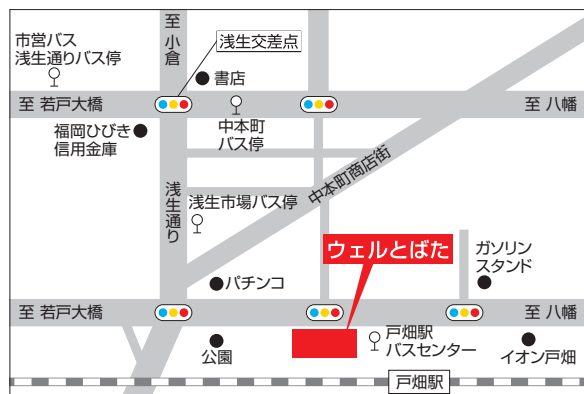 至 小倉
市営バス
浅生通りバス停
浅生交差点
書店
至 若戸大橋
至 八幡
中本町
バス停
福岡ひびき
信用金庫
中本町商店街
浅生通り
浅生市場バス停
ウェルとばた
ガソリン
スタンド
パチンコ
至 若戸大橋
至 八幡
公園
戸畑駅
バスセンター
イオン戸畑
戸畑駅